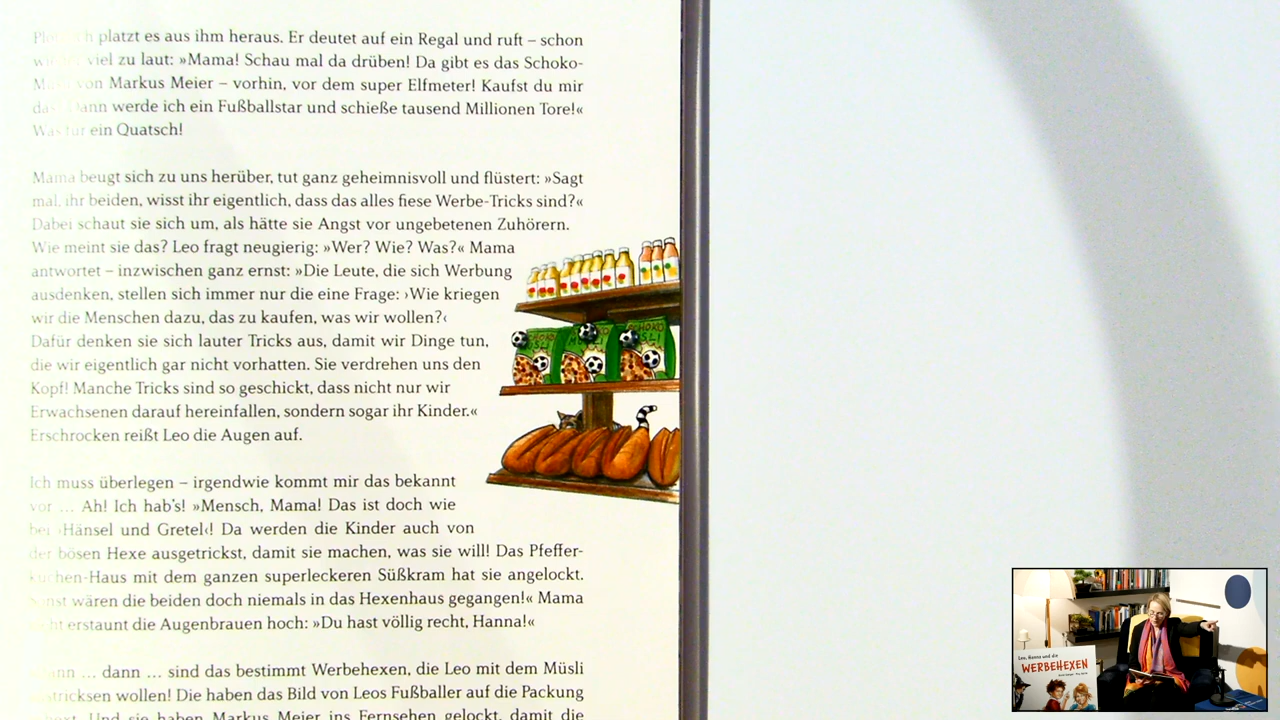 platzt es aus ihm heraus. Er deutet auf ein Regal und ruft – schon
viel zu laut: »Mama! Schau mal da drüben! Da gibt es das Schoko-
von Markus Meier – vorhin, vor dem super Elfmeter! Kaufst du mir
werde ich ein Fußballstar und schieße tausend Millionen Tore!«
Was für ein Quatsch!
Mama beugt sich zu uns herüber, tut ganz geheimnisvoll und flüstert: »Sagt
mal, ihr beiden, wisst ihr eigentlich, dass das alles fiese Werbe-Tricks sind?«
Dabei schaut sie sich um, als hätte sie Angst vor ungebetenen Zuhörern.
Wie meint sie das? Leo fragt neugierig: »Wer? Wie? Was?« Mama
antwortet – inzwischen ganz ernst: »Die Leute, die sich Werbung
ausdenken, stellen sich immer nur die eine Frage: ›Wie kriegen
wir die Menschen dazu, das zu kaufen, was wir wollen?‹
Dafür denken sie sich lauter Tricks aus, damit wir Dinge tun,
die wir eigentlich gar nicht vorhatten. Sie verdrehen uns den
Kopf! Manche Tricks sind so geschickt, dass nicht nur wir
Erwachsenen darauf hereinfallen, sondern sogar ihr Kinder.«
Erschrocken reißt Leo die Augen auf.
Ich muss überlegen – irgendwie kommt mir das bekannt
vor ... Ah! Ich hab's! »Mensch, Mama! Das ist doch wie
bei ›Hänsel und Gretel‹! Da werden die Kinder auch von
der bösen Hexe ausgetrickst, damit sie machen, was sie will! Das Pfeffer-
kuchen-Haus mit dem ganzen superleckeren Süßkram hat sie angelockt.
Sonst wären die beiden doch niemals in das Hexenhaus gegangen!« Mama
erstaunt die Augenbrauen hoch: »Du hast völlig recht, Hanna!«
... dann ... sind das bestimmt Werbehexen, die Leo mit dem Müsli
wollen! Die haben das Bild von Leos Fußballer auf die Packung
Und sie haben Markus Meier ins Fernsehen gelockt, damit die
SCHOKO
Leo, Hanna und die
WERBEHEXEN